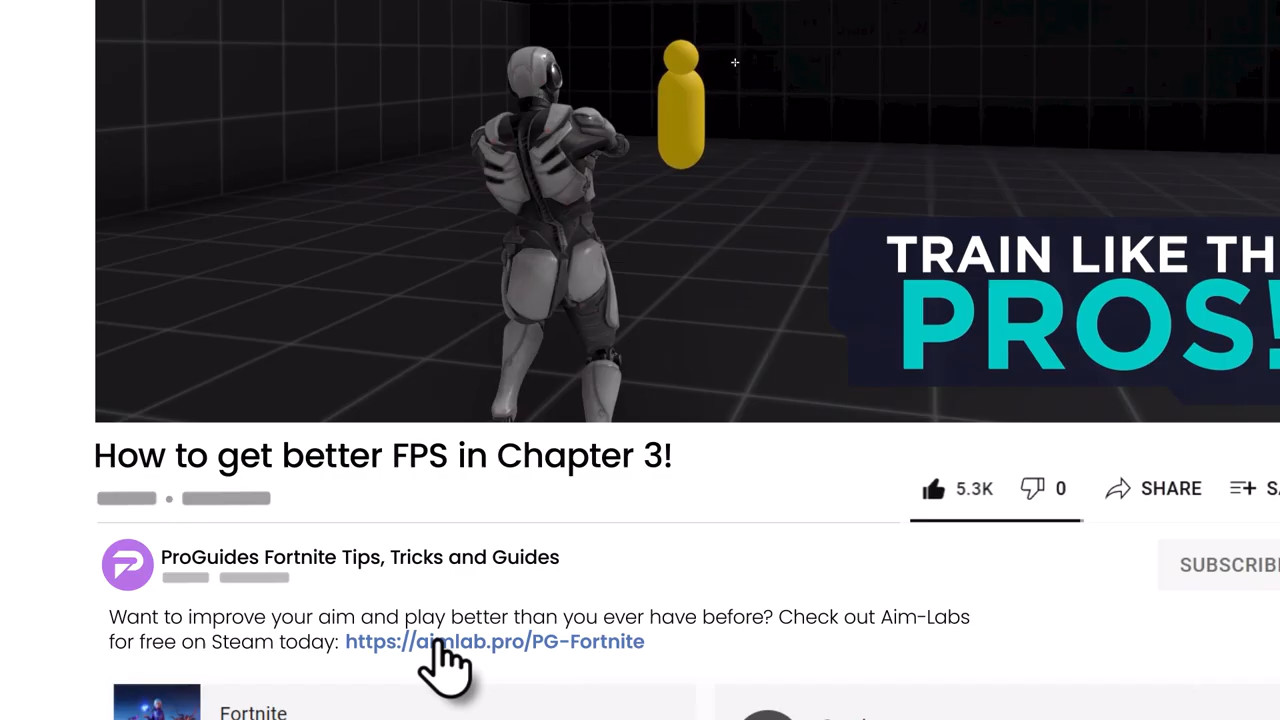 TRAIN LIKE TH
PROS!
How to get better FPS in Chapter 3!
5.3K 0 SHARE SA
ProGuides Fortnite Tips, Tricks and Guides
SUBSCRIBE
Want to improve your aim and play better than you ever have before? Check out Aim-Labs
for free on Steam today: https://aimlab.pro/PG-Fortnite
Fortnite